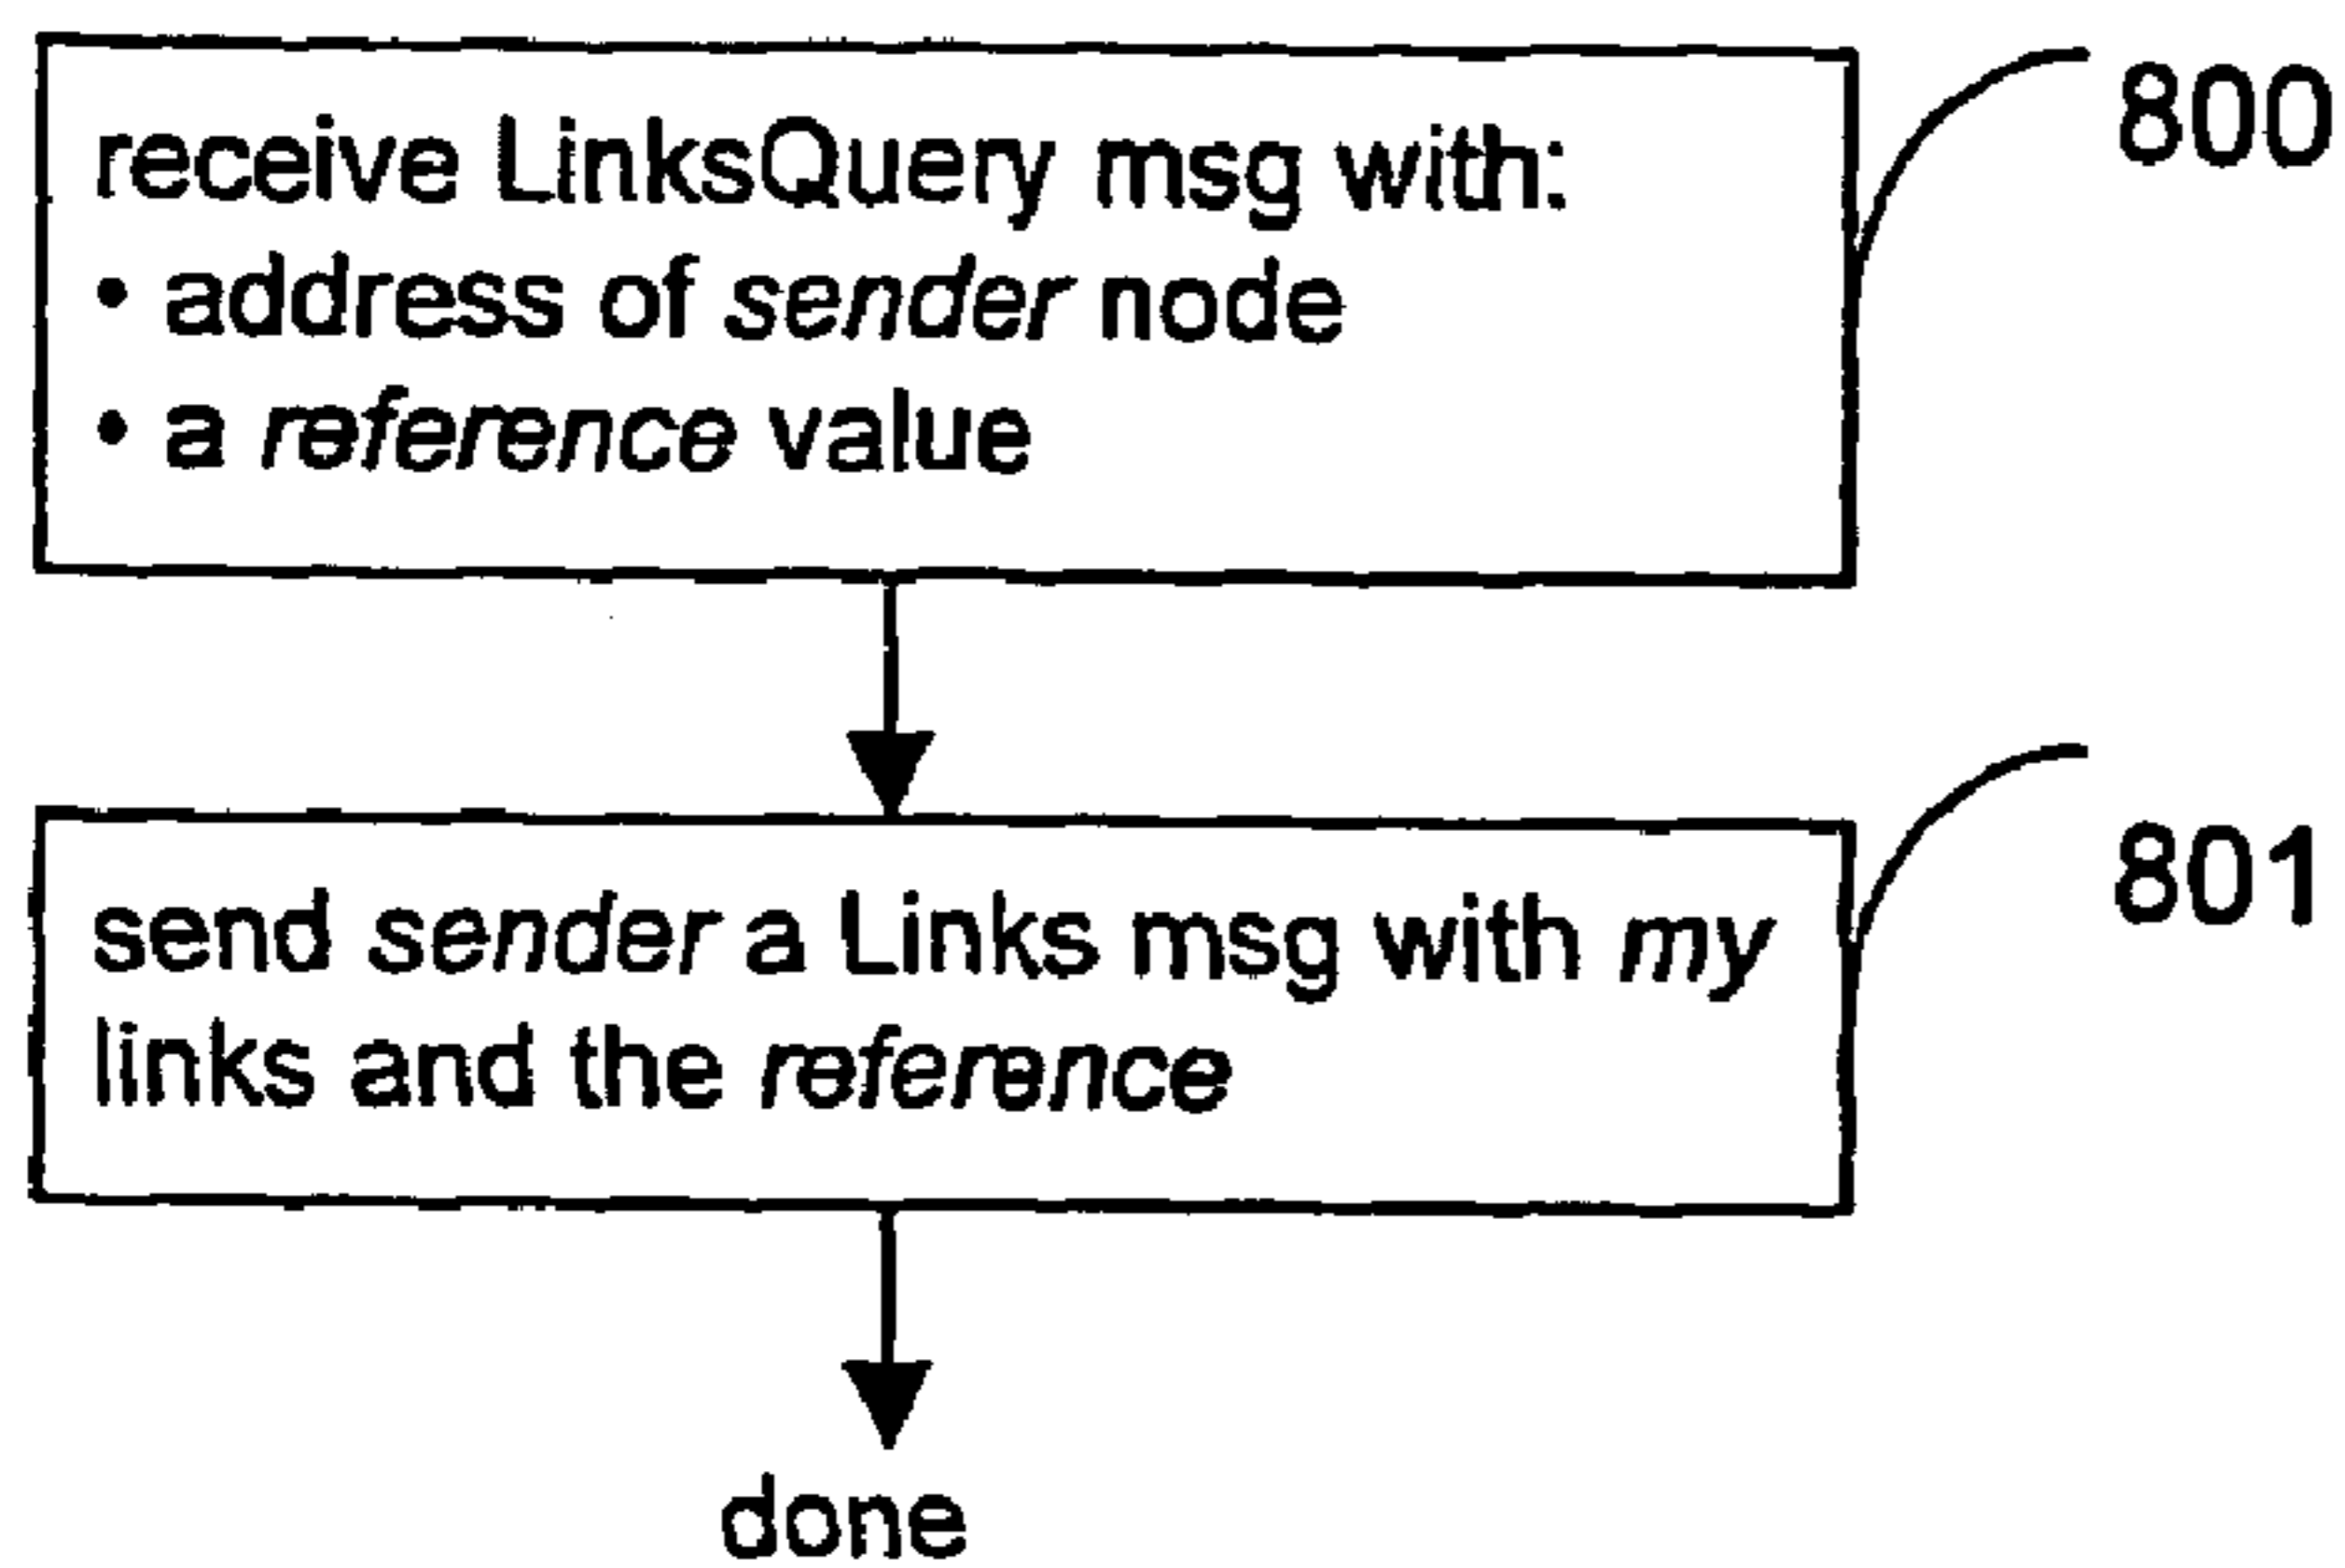 receive LinksQuery msg with:
• address of sender node
• a reference value
800
send sender a Links msg with my
links and the reference
801
done